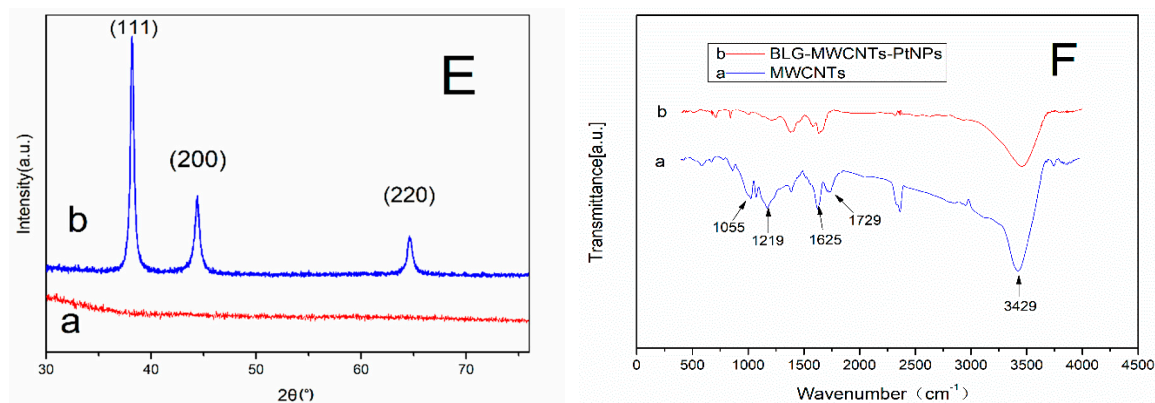 E
(111)
(200)
(220)
b
a
Intensity(a.u.)
30
40
50
60
70
2θ(°)
F
b BLG-MWCNTs-PtNPs
a MWCNTs
b
a
1055
1219
1625
1729
3429
Transmittance[a.u.]
0
500
1000
1500
2000
2500
3000
3500
4000
4500
Wavenumber（cm⁻¹）